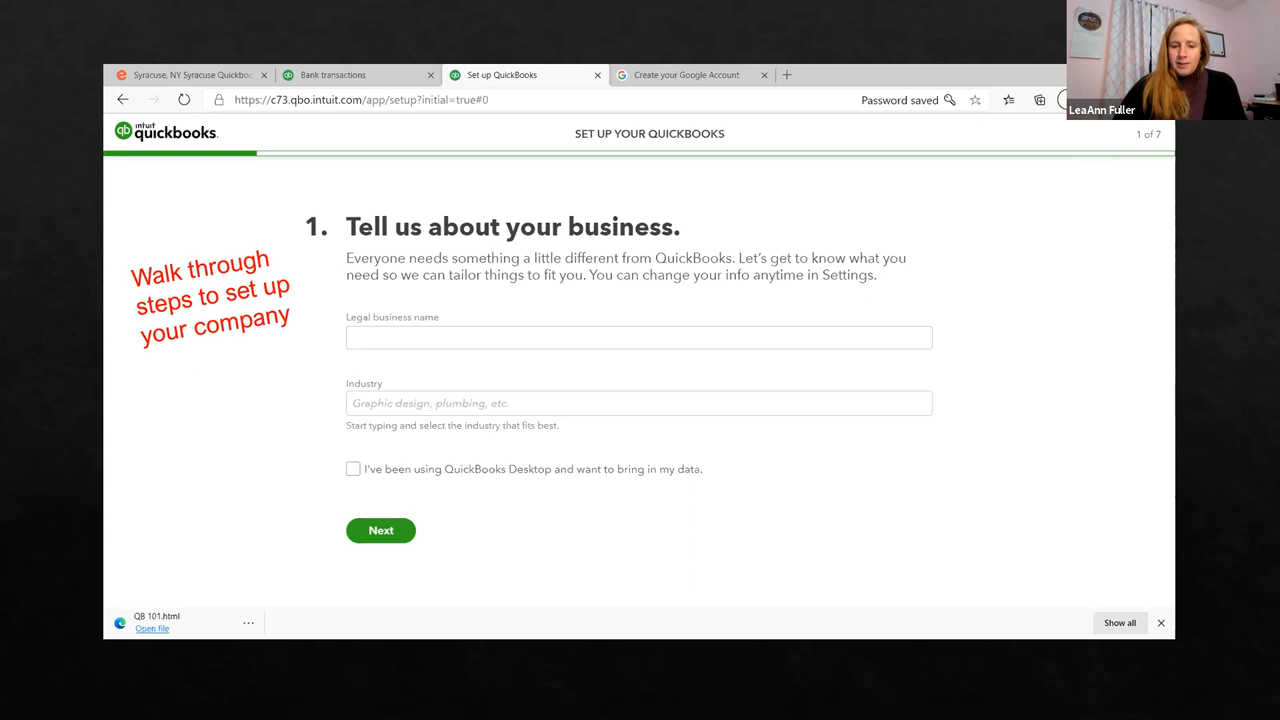 Syracuse, NY Syracuse Quickboo
Bank transactions
Set up QuickBooks
Create your Google Account
https://c73.qbo.intuit.com/app/setup?initial=true#0
Password saved
LeaAnn Fuller
intuit
quickbooks.
SET UP YOUR QUICKBOOKS
1 of 7
1. Tell us about your business.
Everyone needs something a little different from QuickBooks. Let's get to know what you
need so we can tailor things to fit you. You can change your info anytime in Settings.
Walk through
steps to set up
your company
Legal business name
Industry
Graphic design, plumbing, etc.
Start typing and select the industry that fits best.
I've been using QuickBooks Desktop and want to bring in my data.
Next
QB 101.html
Open file
Show all